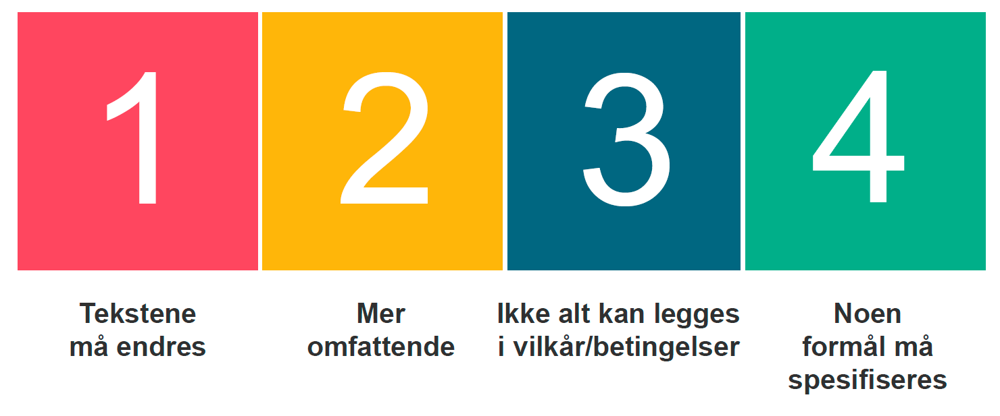 1
2
3
4
Tekstene
må endres
Mer
omfattende
Ikke alt kan legges
i vilkår/betingelser
Noen
formål må
spesifiseres